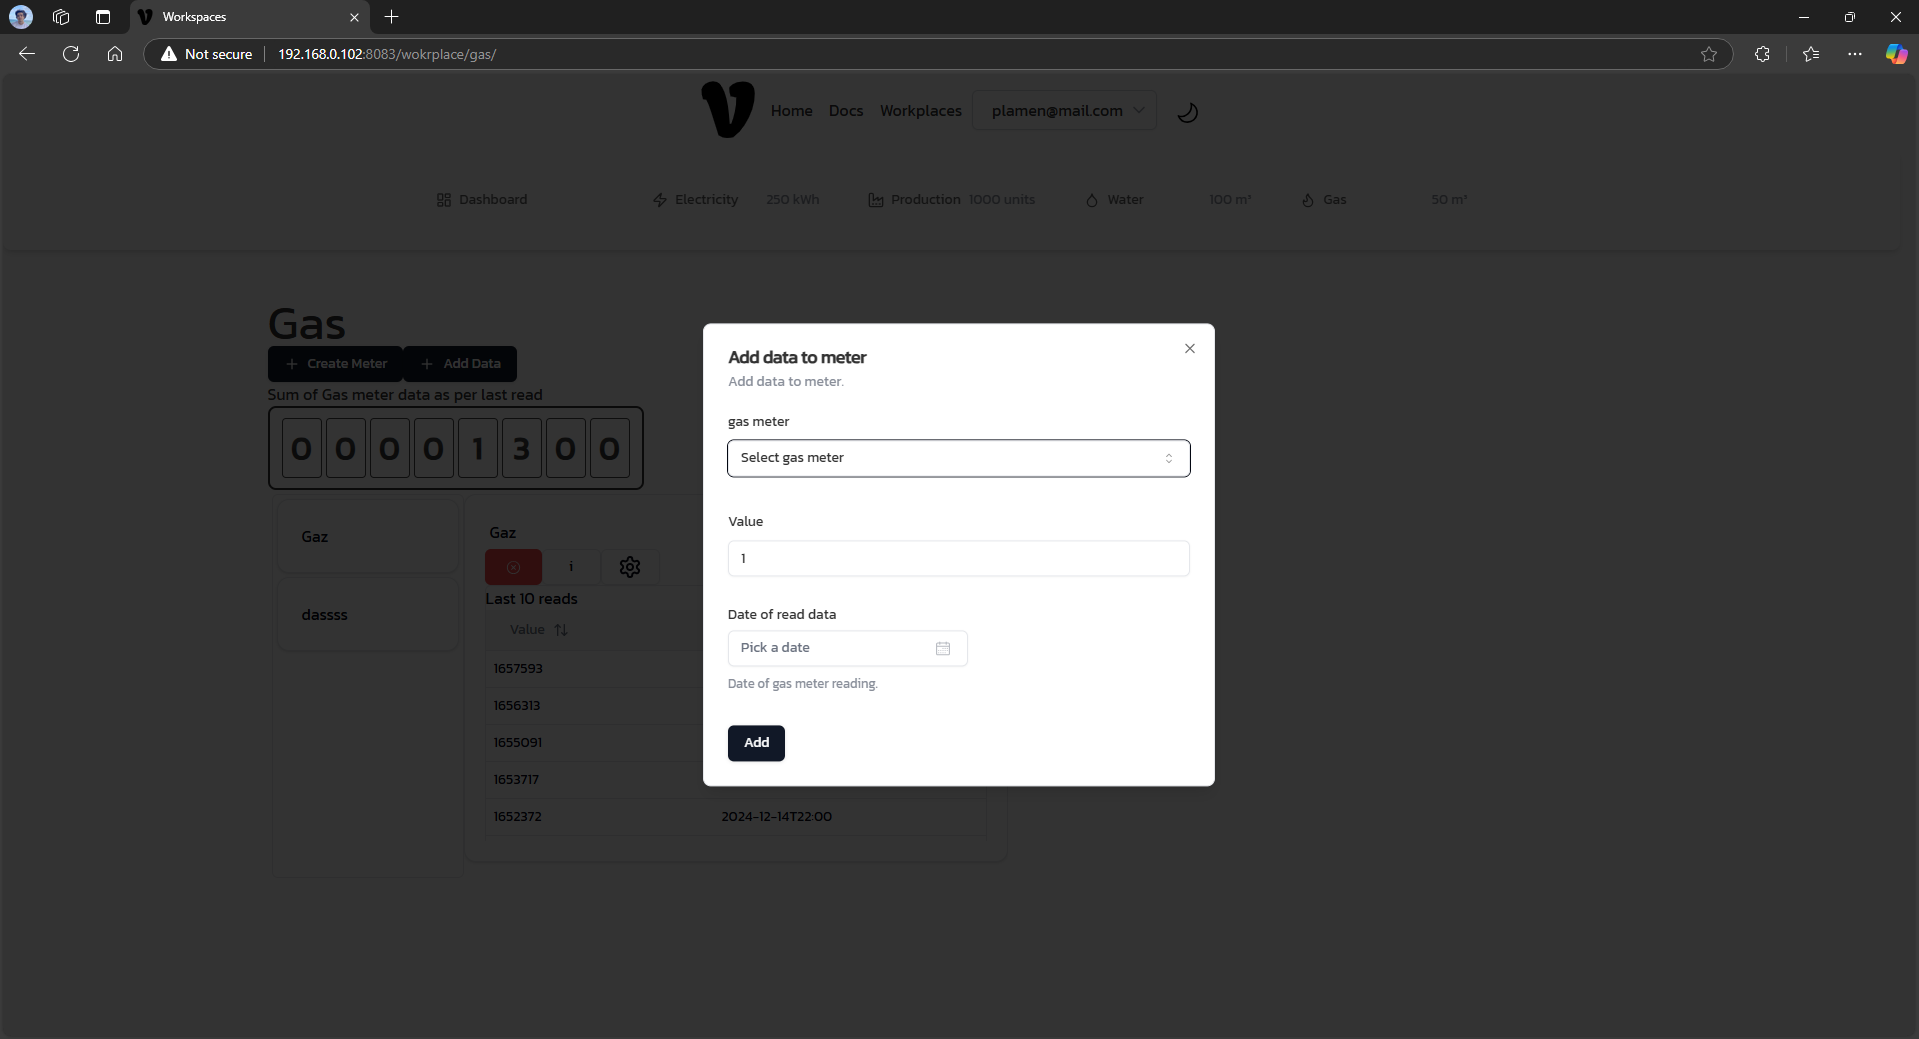 Workspaces
Not secure
192.168.0.102:8083/wokrplace/gas/
Home
Docs
Workplaces
plamen@mail.com
Dashboard
Electricity 250 kWh
Production 1000 units
Water 100 m³
Gas 50 m³
Gas
Create Meter
Add Data
Sum of Gas meter data as per last read
0 0 0 0 1 3 0 0
Gaz
dassss
Gaz
i
Last 10 reads
Value
1657593
1656313
1655091
1653717
1652372 2024-12-14T22:00
Add data to meter
Add data to meter.
gas meter
Select gas meter
Value
1
Date of read data
Pick a date
Date of gas meter reading.
Add